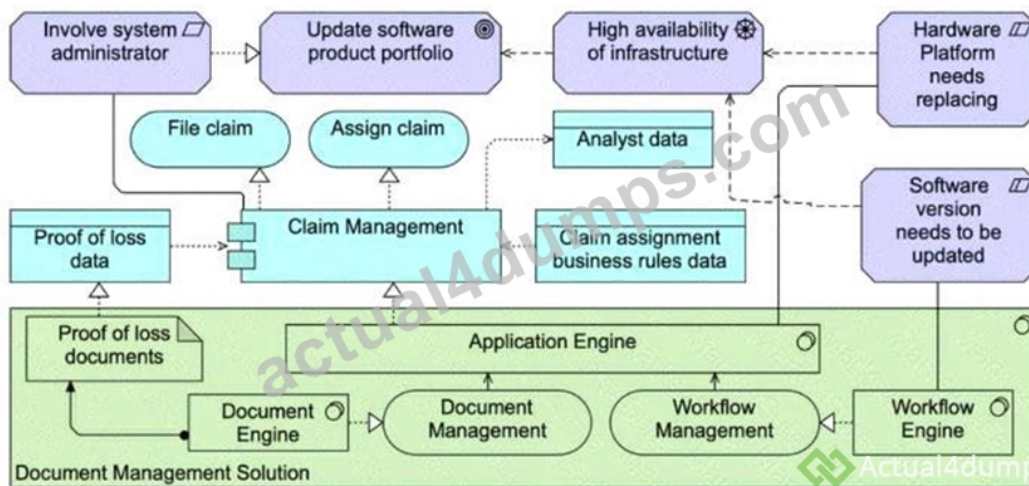 Involve system
administrator
Update software
product portfolio
High availability
of infrastructure
Hardware
Platform
needs
replacing
File claim
Assign claim
Analyst data
Software
version
needs to be
updated
Proof of loss
data
Claim Management
Claim assignment
business rules data
Proof of loss
documents
Application Engine
Document
Engine
Document
Management
Workflow
Management
Workflow
Engine
Document Management Solution
actual4dumps.com
Actual4dump